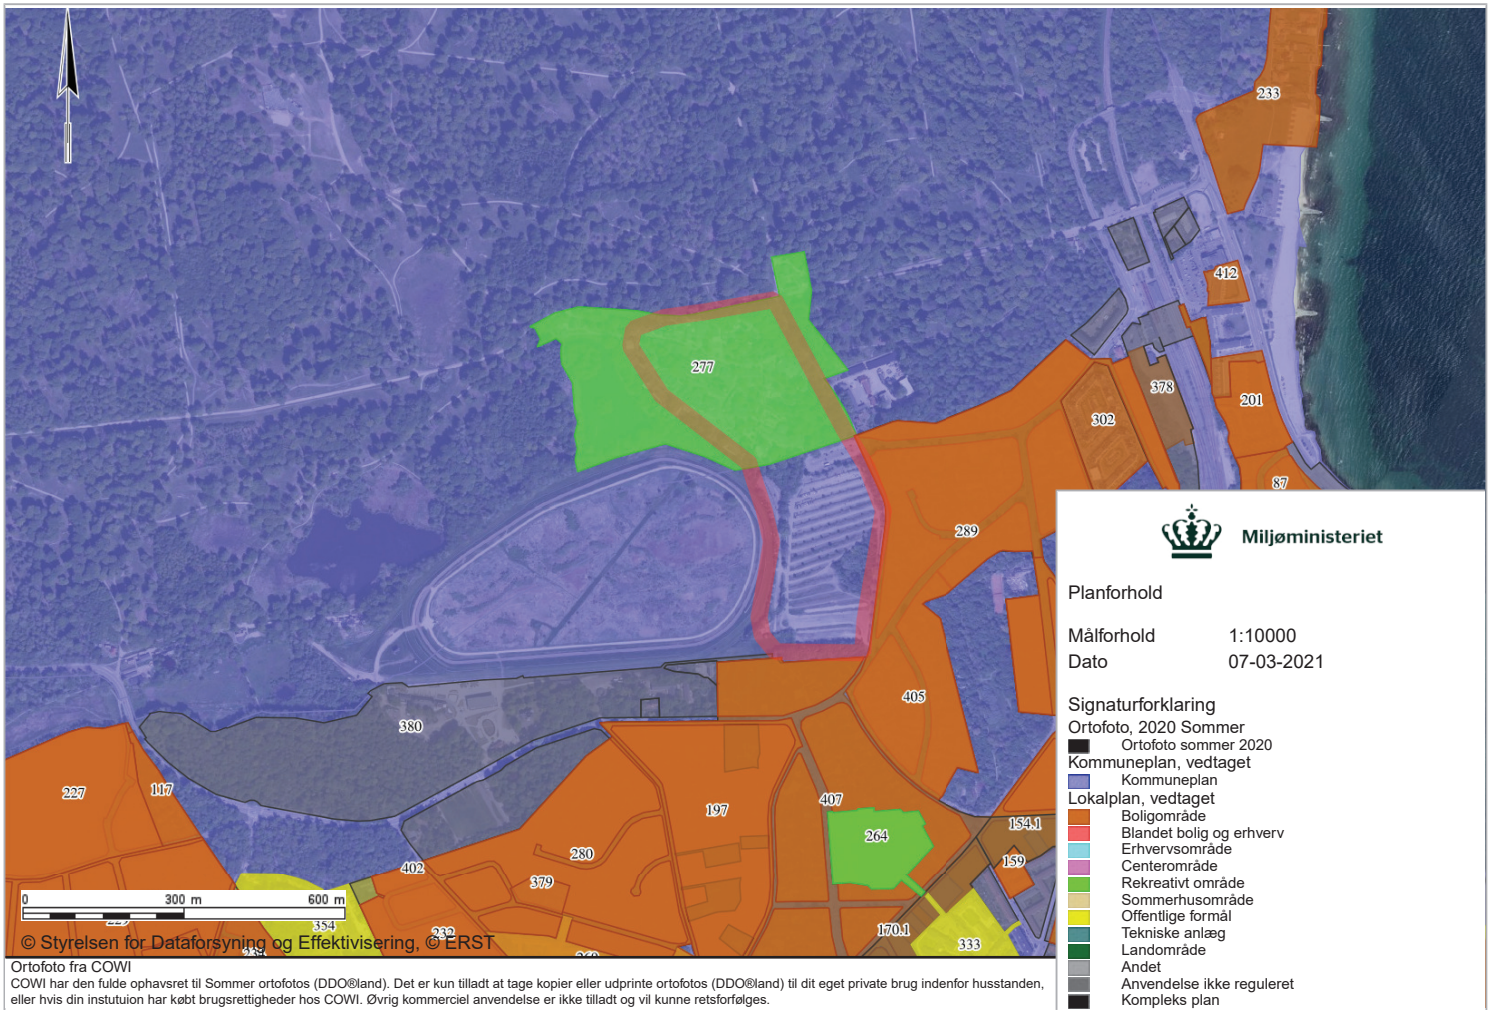 233
412
277
378
302
201
87
289
Miljøministeriet
Planforhold
Målforhold 1:10000
Dato 07-03-2021
405
Signaturforklaring
Ortofoto, 2020 Sommer
Ortofoto sommer 2020
Kommuneplan, vedtaget
Kommuneplan
Lokalplan, vedtaget
Boligområde
Blandet bolig og erhverv
Erhvervsområde
Centerområde
Rekreativt område
Sommerhusområde
Offentlige formål
Tekniske anlæg
Landområde
Andet
Anvendelse ikke reguleret
Kompleks plan
380
227
117
197
407
264
154.1
280
159
402
379
0 300 m 600 m
354
232
170.1
333
© Styrelsen for Dataforsyning og Effektivisering, © ERST
Ortofoto fra COWI
COWI har den fulde ophavsret til Sommer ortofotos (DDO®land). Det er kun tilladt at tage kopier eller udprinte ortofotos (DDO®land) til dit eget private brug indenfor husstanden,
eller hvis din instutuion har købt brugsrettigheder hos COWI. Øvrig kommerciel anvendelse er ikke tilladt og vil kunne retsforfølges.